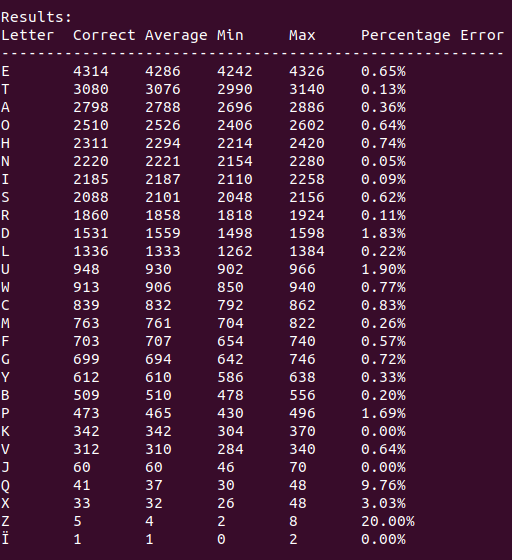 Results:
Letter  Correct Average Min     Max     Percentage Error
--------------------------------------------------------
E       4314    4286    4242    4326    0.65%
T       3080    3076    2990    3140    0.13%
A       2798    2788    2696    2886    0.36%
O       2510    2526    2406    2602    0.64%
H       2311    2294    2214    2420    0.74%
N       2220    2221    2154    2280    0.05%
I       2185    2187    2110    2258    0.09%
S       2088    2101    2048    2156    0.62%
R       1860    1858    1818    1924    0.11%
D       1531    1559    1498    1598    1.83%
L       1336    1333    1262    1384    0.22%
U       948     930     902     966     1.90%
W       913     906     850     940     0.77%
C       839     832     792     862     0.83%
M       763     761     704     822     0.26%
F       703     707     654     740     0.57%
G       699     694     642     746     0.72%
Y       612     610     586     638     0.33%
B       509     510     478     556     0.20%
P       473     465     430     496     1.69%
K       342     342     304     370     0.00%
V       312     310     284     340     0.64%
J       60      60      46      70      0.00%
Q       41      37      30      48      9.76%
X       33      32      26      48      3.03%
Z       5       4       2       8       20.00%
Ï       1       1       0       2       0.00%